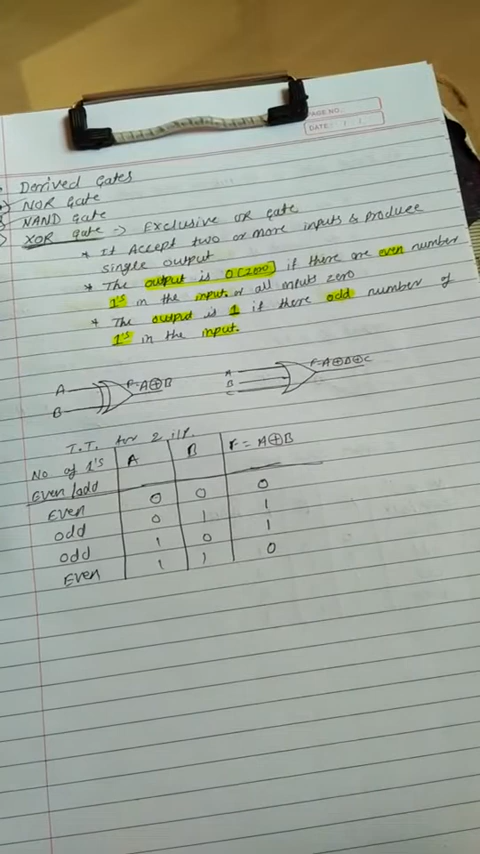 PAGE NO.:
DATE: / /
Derived Gates
NOR Gate
NAND Gate
XOR gate -> Exclusive OR gate
* It Accept two or more inputs & produce
single output
* The output is 0 [zero] if there are even number
1's in the input. or all inputs zero
* The output is 1 if there odd number of
1's in the input.
A B F=A⊕B
A B C F=A⊕B⊕C
T.T. for 2 i/p.
No of 1's A B F = A⊕B
Even/odd
Even 0 0 0
odd 0 1 1
odd 1 0 1
Even 1 1 0